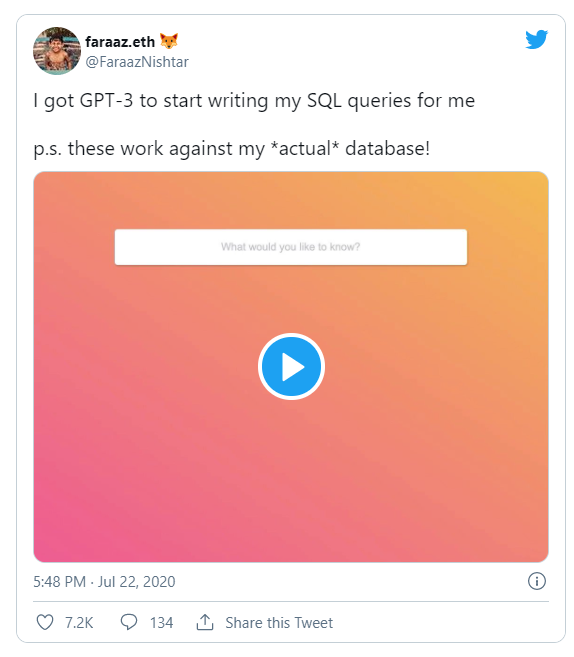 faraaz.eth 🦊
@FaraazNishtar
I got GPT-3 to start writing my SQL queries for me
p.s. these work against my *actual* database!
What would you like to know?
5:48 PM · Jul 22, 2020
7.2K 134 Share this Tweet